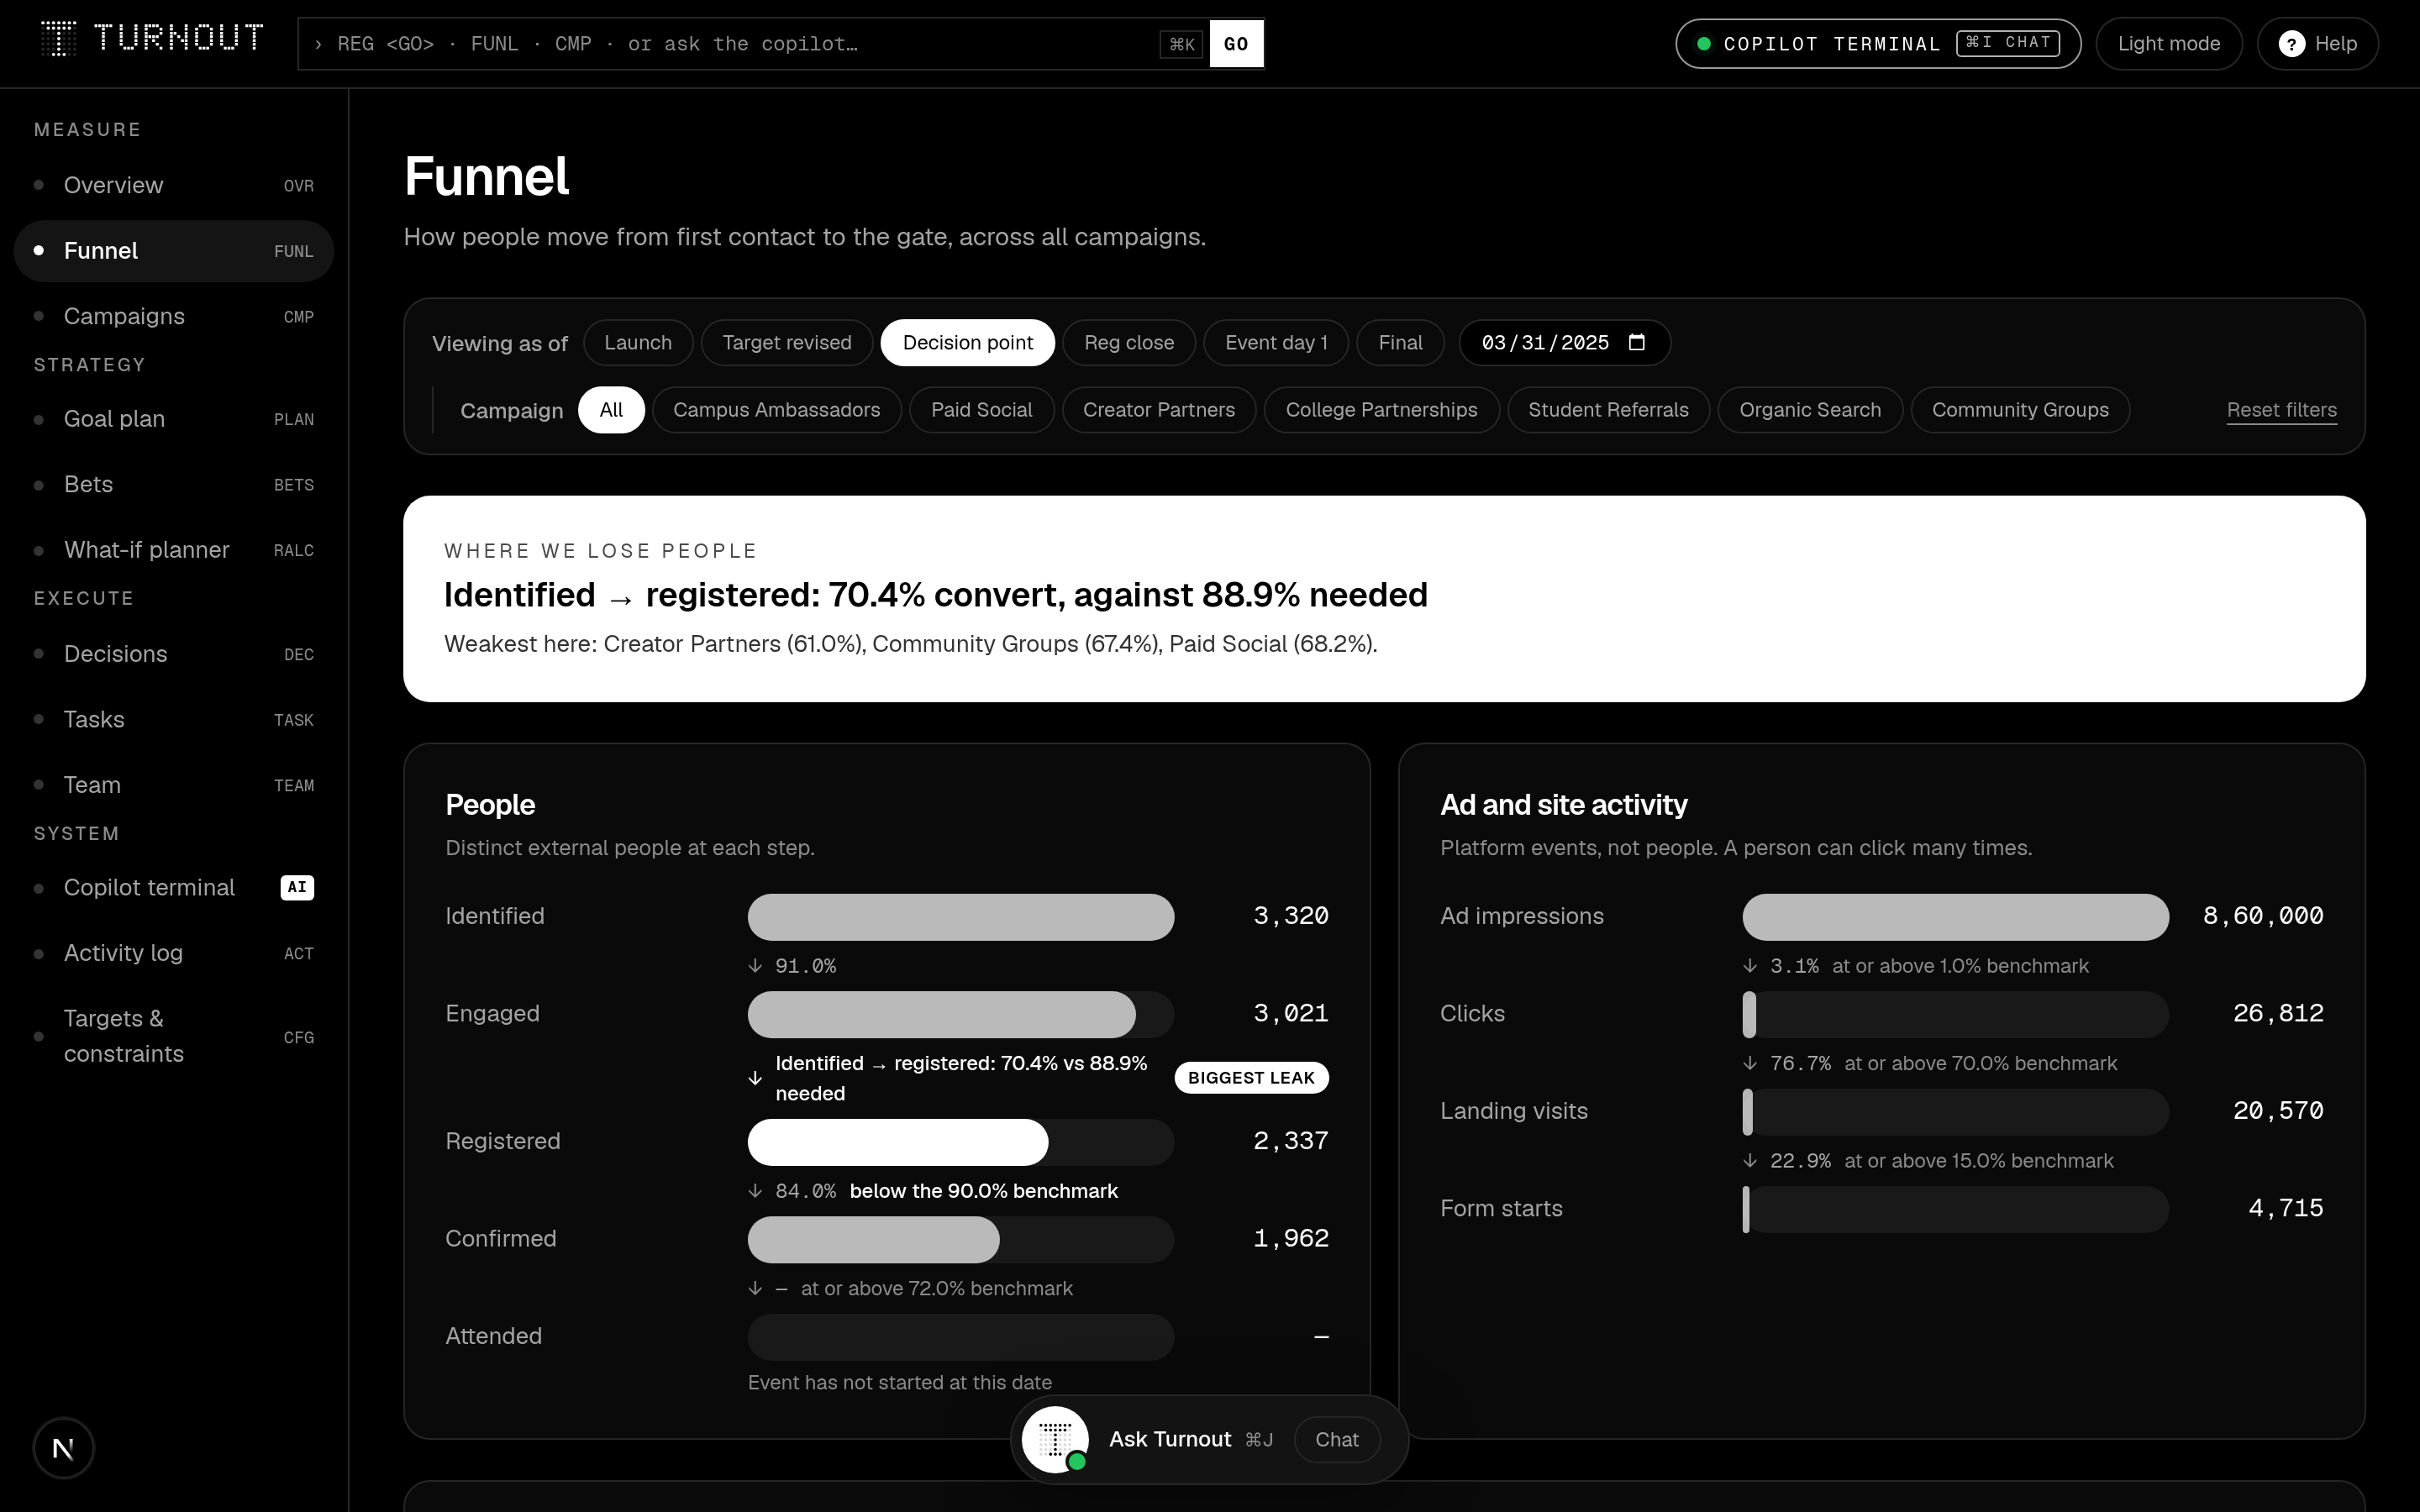 TURNOUT
› REG <GO> · FUNL · CMP · or ask the copilot…
⌘K
GO
COPILOT TERMINAL
⌘I CHAT
Light mode
? Help
MEASURE
Overview OVR
Funnel FUNL
Campaigns CMP
STRATEGY
Goal plan PLAN
Bets BETS
What-if planner RALC
EXECUTE
Decisions DEC
Tasks TASK
Team TEAM
SYSTEM
Copilot terminal AI
Activity log ACT
Targets &
constraints CFG
N
Funnel
How people move from first contact to the gate, across all campaigns.
Viewing as of Launch Target revised Decision point Reg close Event day 1 Final 03/31/2025
Campaign All Campus Ambassadors Paid Social Creator Partners College Partnerships Student Referrals Organic Search Community Groups Reset filters
WHERE WE LOSE PEOPLE
Identified → registered: 70.4% convert, against 88.9% needed
Weakest here: Creator Partners (61.0%), Community Groups (67.4%), Paid Social (68.2%).
People
Distinct external people at each step.
Identified 3,320
↓ 91.0%
Engaged 3,021
↓ Identified → registered: 70.4% vs 88.9%
needed
BIGGEST LEAK
Registered 2,337
↓ 84.0% below the 90.0% benchmark
Confirmed 1,962
↓ — at or above 72.0% benchmark
Attended —
Event has not started at this date
Ad and site activity
Platform events, not people. A person can click many times.
Ad impressions 8,60,000
↓ 3.1% at or above 1.0% benchmark
Clicks 26,812
↓ 76.7% at or above 70.0% benchmark
Landing visits 20,570
↓ 22.9% at or above 15.0% benchmark
Form starts 4,715
T
Ask Turnout ⌘J Chat